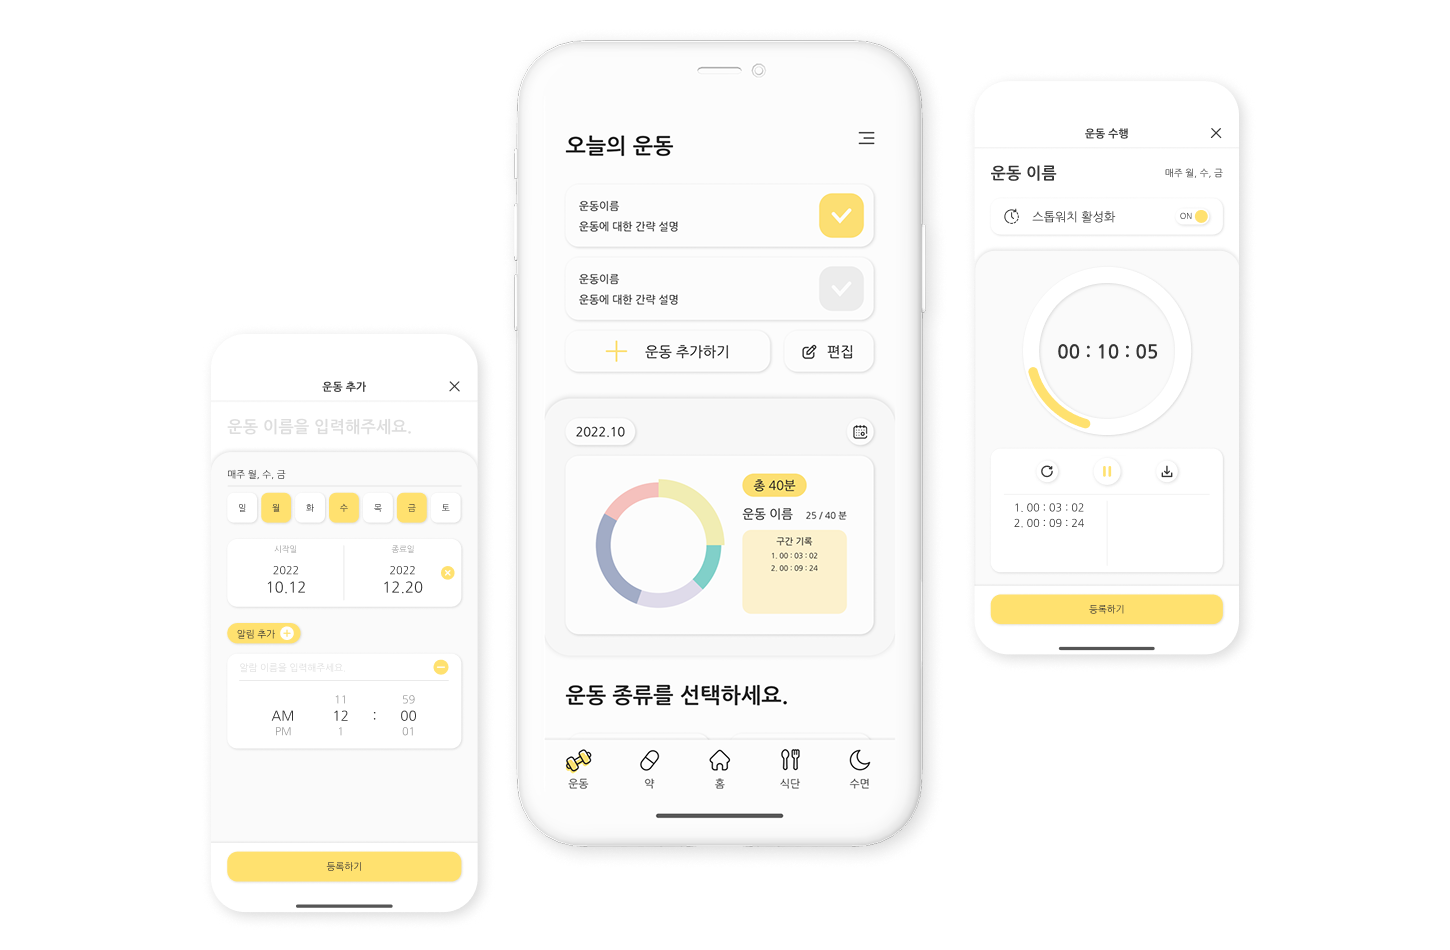 운동 추가
운동 이름을 입력해주세요.
매주 월, 수, 금
일 월 화 수 목 금 토
시작일 종료일
2022 2022
10.12 12.20
알림 추가
알림 이름을 입력해주세요.
11 59
AM 12 : 00
PM 1 01
등록하기
오늘의 운동
운동이름
운동에 대한 간략 설명
운동이름
운동에 대한 간략 설명
운동 추가하기 편집
2022.10
총 40분
운동 이름 25 / 40 분
구간 기록
1. 00 : 03 : 02
2. 00 : 09 : 24
운동 종류를 선택하세요.
운동 약 홈 식단 수면
운동 수행
운동 이름 매주 월, 수, 금
스톱워치 활성화 ON
00 : 10 : 05
1. 00 : 03 : 02
2. 00 : 09 : 24
등록하기